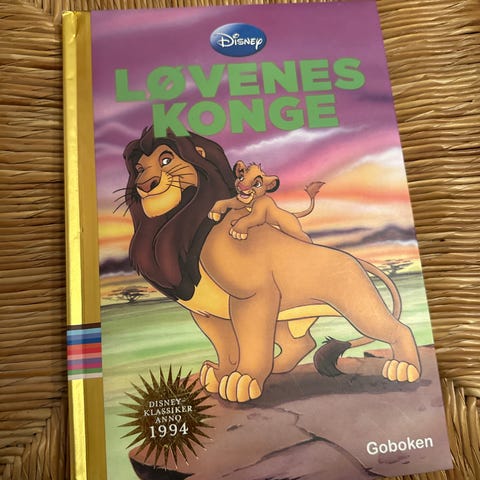 Disney
LØVENES
KONGE
DISNEY-
KLASSIKER
ANNO
1994
Goboken